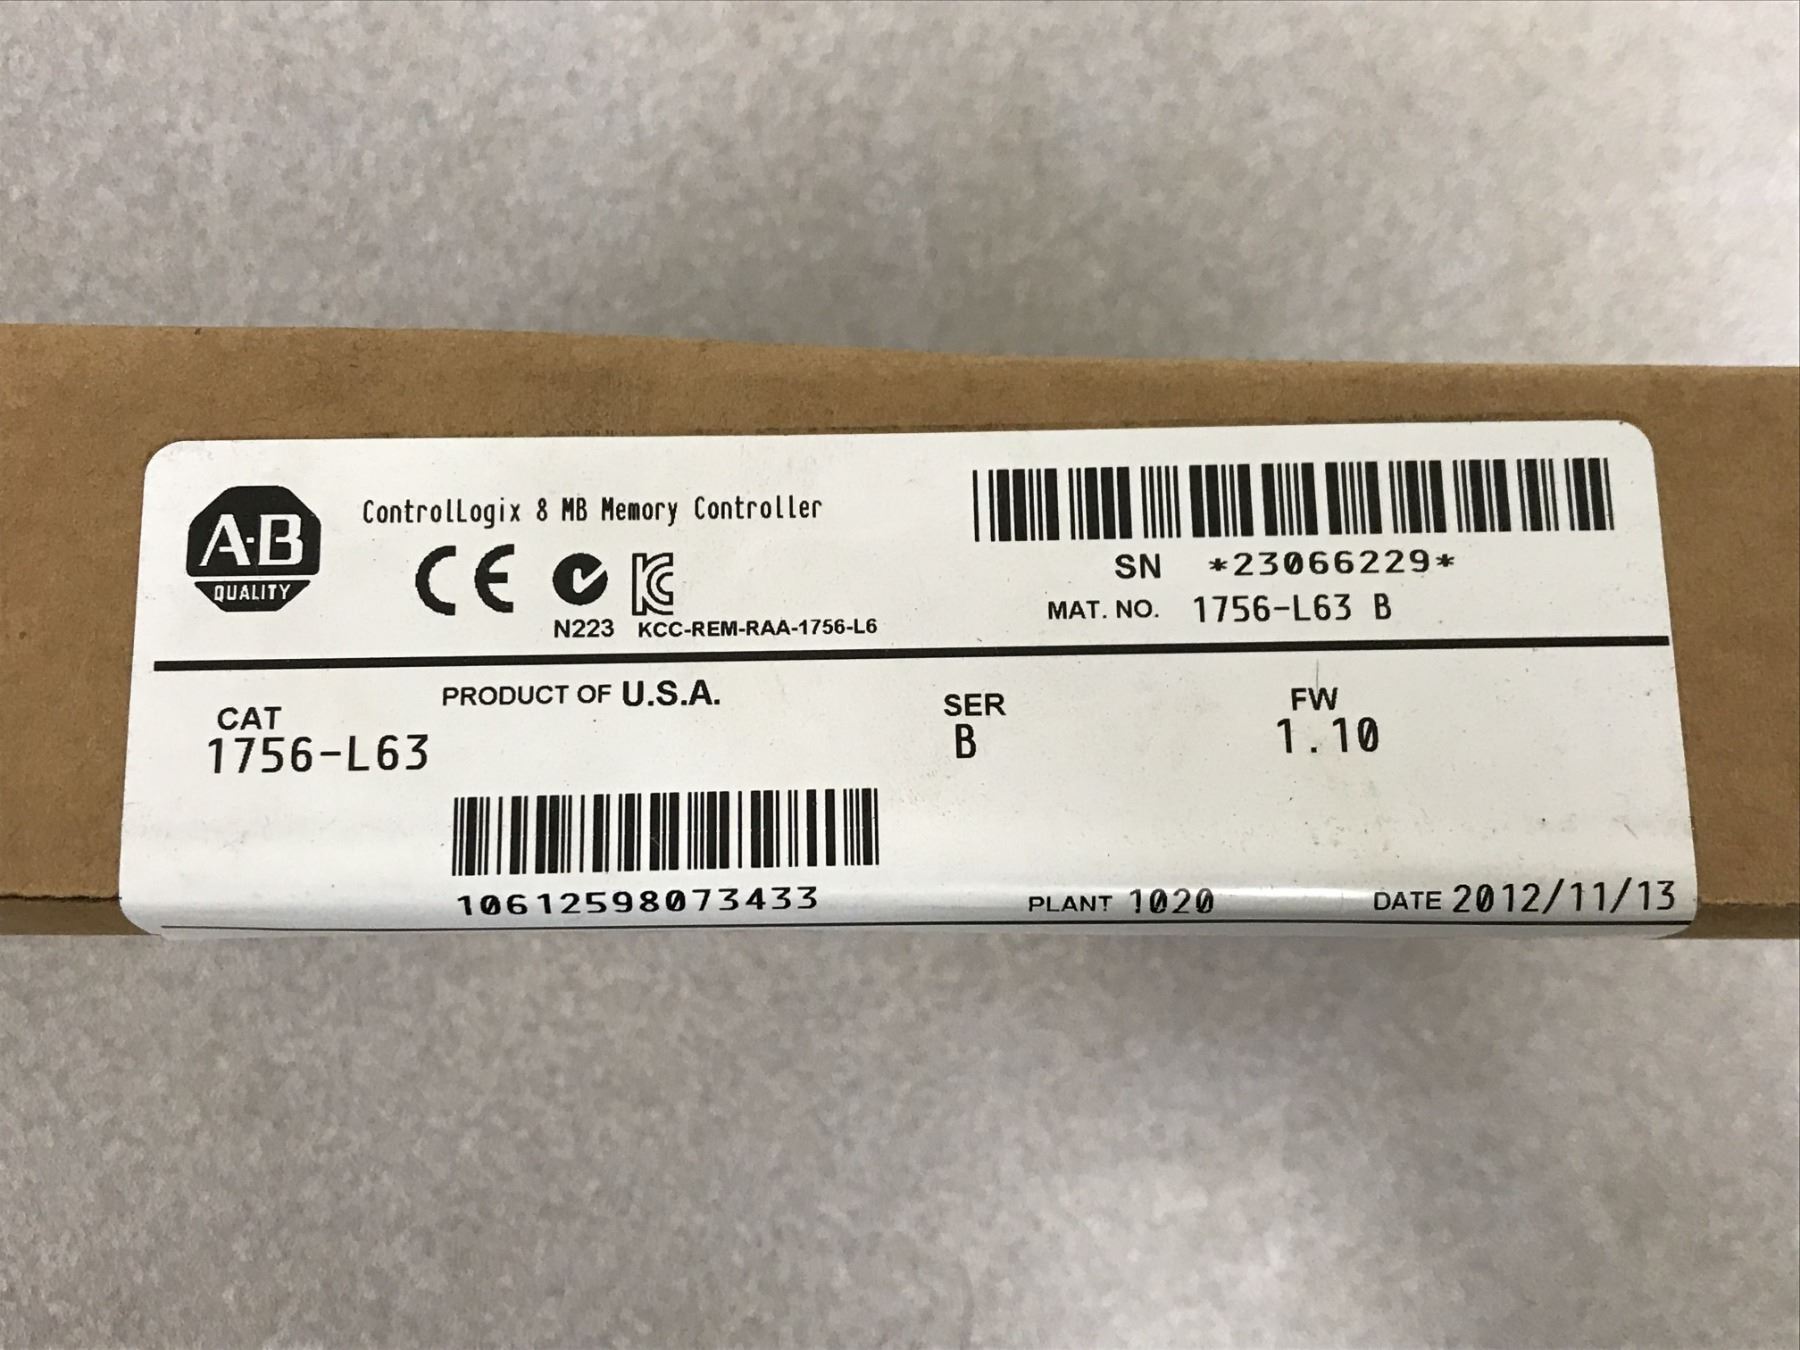 A-B
QUALITY
ControlLogix 8 MB Memory Controller
CE
N223 KCC-REM-RAA-1756-L6
SN *23066229*
MAT. NO. 1756-L63 B
PRODUCT OF U.S.A.
CAT
1756-L63
SER
B
FW
1.10
10612598073433
PLANT 1020
DATE 2012/11/13